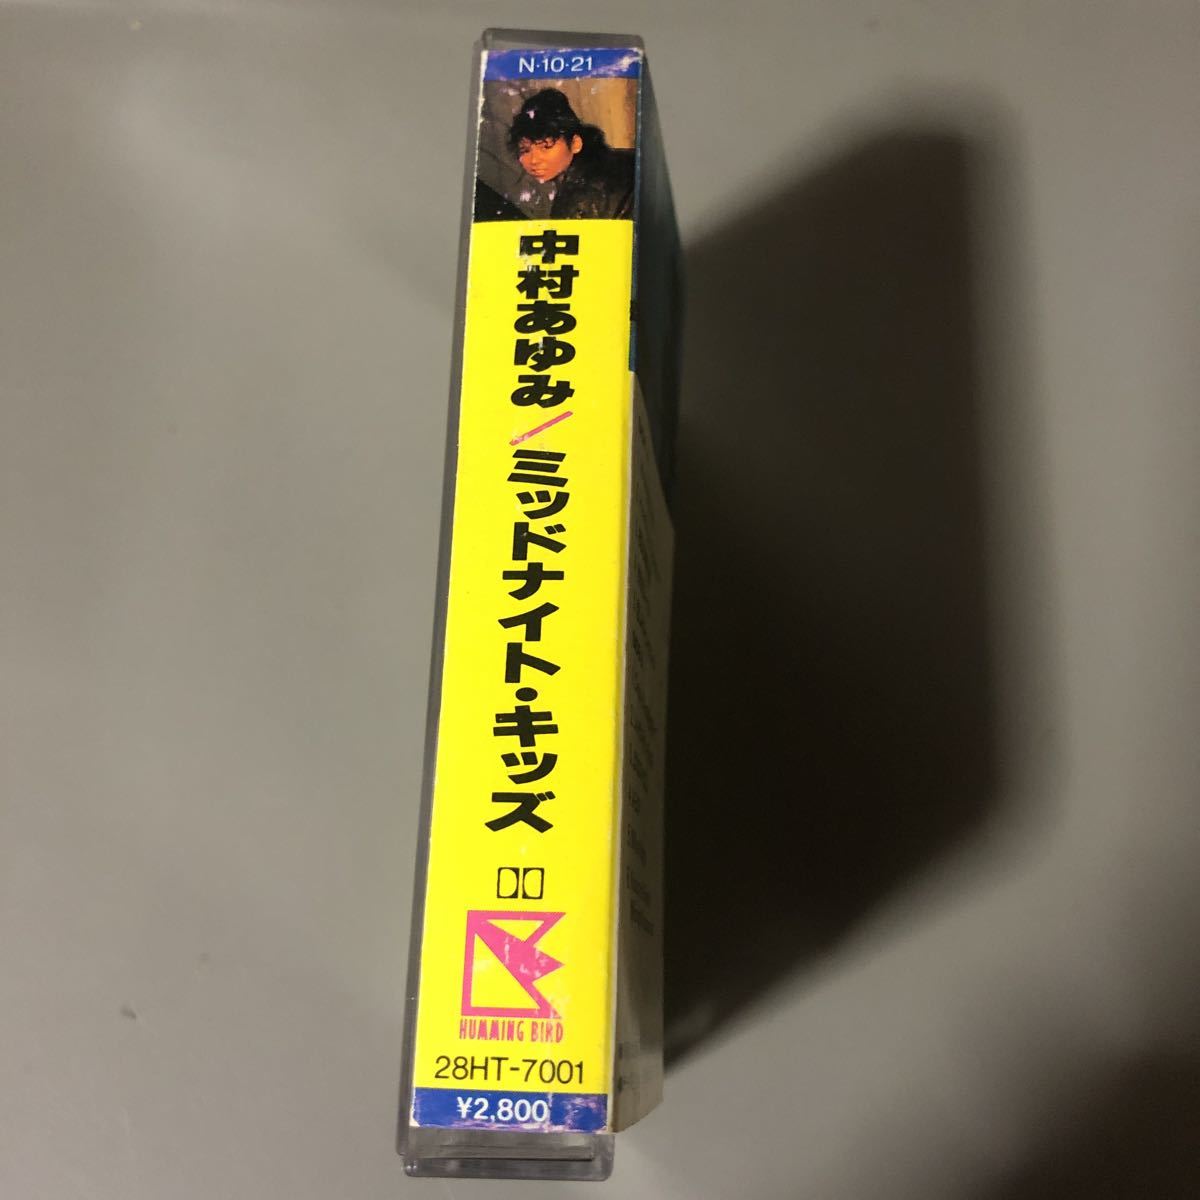 N·10·21
中村あゆみ/ミッドナイト・キッズ
HUMMING BIRD
28HT-7001
¥2,800